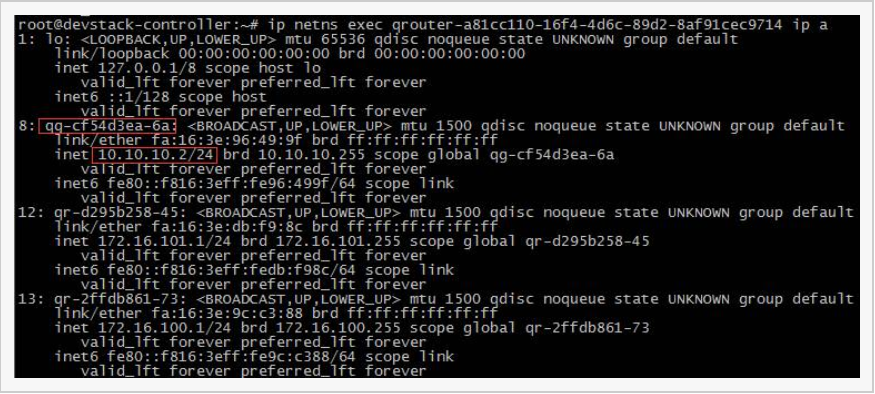 root@devstack-controller:~# ip netns exec qrouter-a81cc110-16f4-4d6c-89d2-8af91cec9714 ip a
1: lo: <LOOPBACK,UP,LOWER_UP> mtu 65536 qdisc noqueue state UNKNOWN group default
link/loopback 00:00:00:00:00:00 brd 00:00:00:00:00:00
inet 127.0.0.1/8 scope host lo
valid_lft forever preferred_lft forever
inet6 ::1/128 scope host
valid_lft forever preferred_lft forever
8: qg-cf54d3ea-6a: <BROADCAST,UP,LOWER_UP> mtu 1500 qdisc noqueue state UNKNOWN group default
link/ether fa:16:3e:96:49:9f brd ff:ff:ff:ff:ff:ff
inet 10.10.10.2/24 brd 10.10.10.255 scope global qg-cf54d3ea-6a
valid_lft forever preferred_lft forever
inet6 fe80::f816:3eff:fe96:499f/64 scope link
valid_lft forever preferred_lft forever
12: qr-d295b258-45: <BROADCAST,UP,LOWER_UP> mtu 1500 qdisc noqueue state UNKNOWN group default
link/ether fa:16:3e:db:f9:8c brd ff:ff:ff:ff:ff:ff
inet 172.16.101.1/24 brd 172.16.101.255 scope global qr-d295b258-45
valid_lft forever preferred_lft forever
inet6 fe80::f816:3eff:fedb:f98c/64 scope link
valid_lft forever preferred_lft forever
13: qr-2ffdb861-73: <BROADCAST,UP,LOWER_UP> mtu 1500 qdisc noqueue state UNKNOWN group default
link/ether fa:16:3e:9c:c3:88 brd ff:ff:ff:ff:ff:ff
inet 172.16.100.1/24 brd 172.16.100.255 scope global qr-2ffdb861-73
valid_lft forever preferred_lft forever
inet6 fe80::f816:3eff:fe9c:c388/64 scope link
valid_lft forever preferred_lft forever